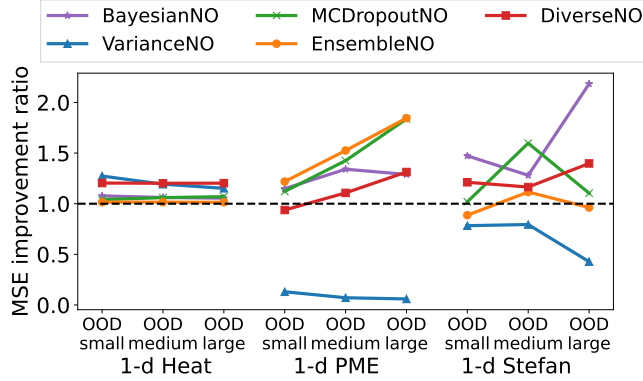 BayesianNO MCDropoutNO DiverseNO
VarianceNO EnsembleNO
MSE improvement ratio
2.0
1.5
1.0
0.5
0.0
OOD OOD OOD OOD OOD OOD OOD OOD OOD
small medium large small medium large small medium large
1-d Heat 1-d PME 1-d Stefan